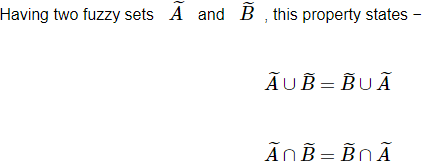 Having two fuzzy sets Ã and B̃ , this property states −
Ã ∪ B̃ = B̃ ∪ Ã
Ã ∩ B̃ = B̃ ∩ Ã